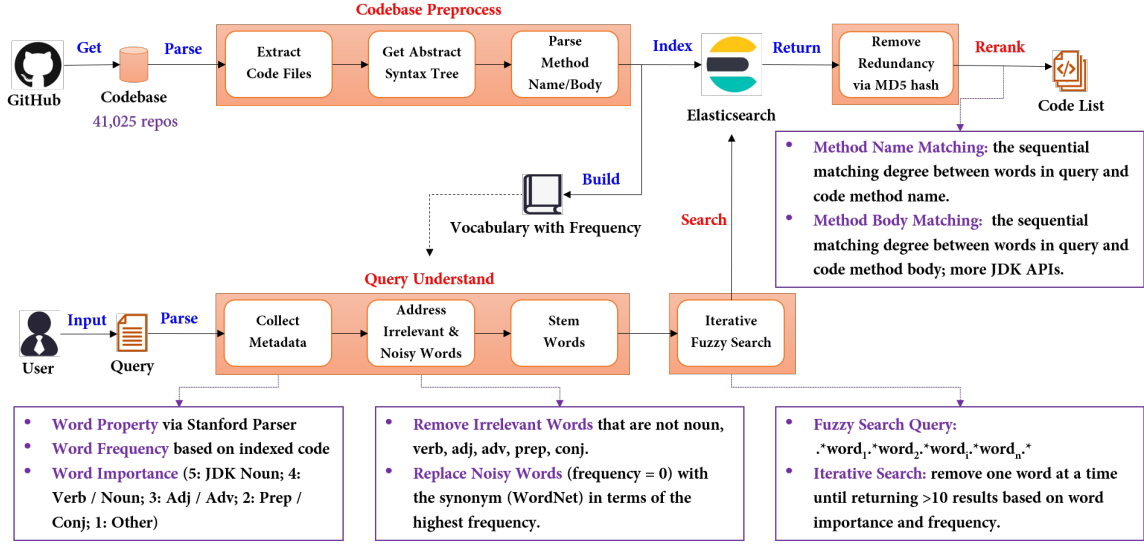 Codebase Preprocess
GitHub
Get
Codebase
41,025 repos
Parse
Extract
Code Files
Get Abstract
Syntax Tree
Parse
Method
Name/Body
Index
Elasticsearch
Return
Remove
Redundancy
via MD5 hash
Rerank
Code List
• Method Name Matching: the sequential
matching degree between words in query and
code method name.
• Method Body Matching: the sequential
matching degree between words in query and
code method body; more JDK APIs.
Build
Vocabulary with Frequency
Search
Query Understand
User
Input
Query
Parse
Collect
Metadata
Address
Irrelevant &
Noisy Words
Stem
Words
Iterative
Fuzzy Search
• Word Property via Stanford Parser
• Word Frequency based on indexed code
• Word Importance (5: JDK Noun; 4:
Verb / Noun; 3: Adj / Adv; 2: Prep /
Conj; 1: Other)
• Remove Irrelevant Words that are not noun,
verb, adj, adv, prep, conj.
• Replace Noisy Words (frequency = 0) with
the synonym (WordNet) in terms of the
highest frequency.
• Fuzzy Search Query:
.*word₁.*word₂.*wordᵢ.*wordₙ.*
• Iterative Search: remove one word at a time
until returning >10 results based on word
importance and frequency.